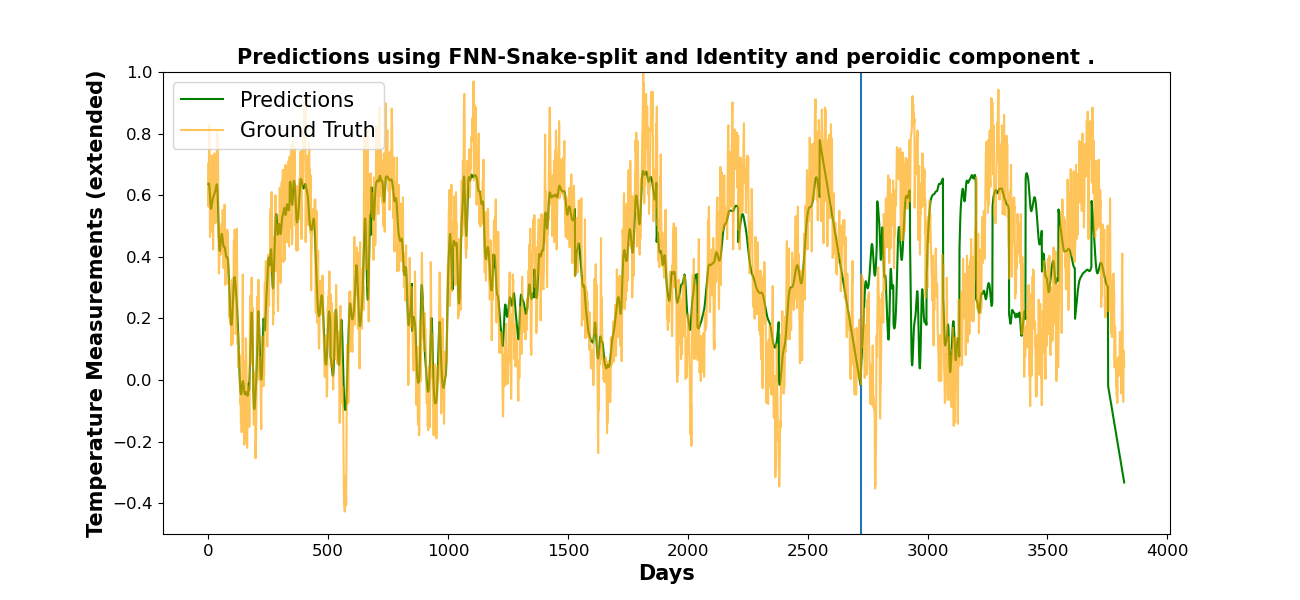 Predictions using FNN-Snake-split and Identity and peroidic component .
Temperature Measurements (extended)
1.0
0.8
0.6
0.4
0.2
0.0
−0.2
−0.4
Predictions
Ground Truth
0 500 1000 1500 2000 2500 3000 3500 4000
Days